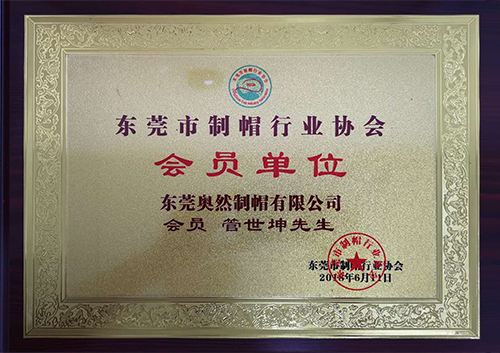 东莞市制帽行业协会
会员单位
东莞奥然制帽有限公司
会员 管世坤先生
东莞市制帽行业协会
2018年6月11日